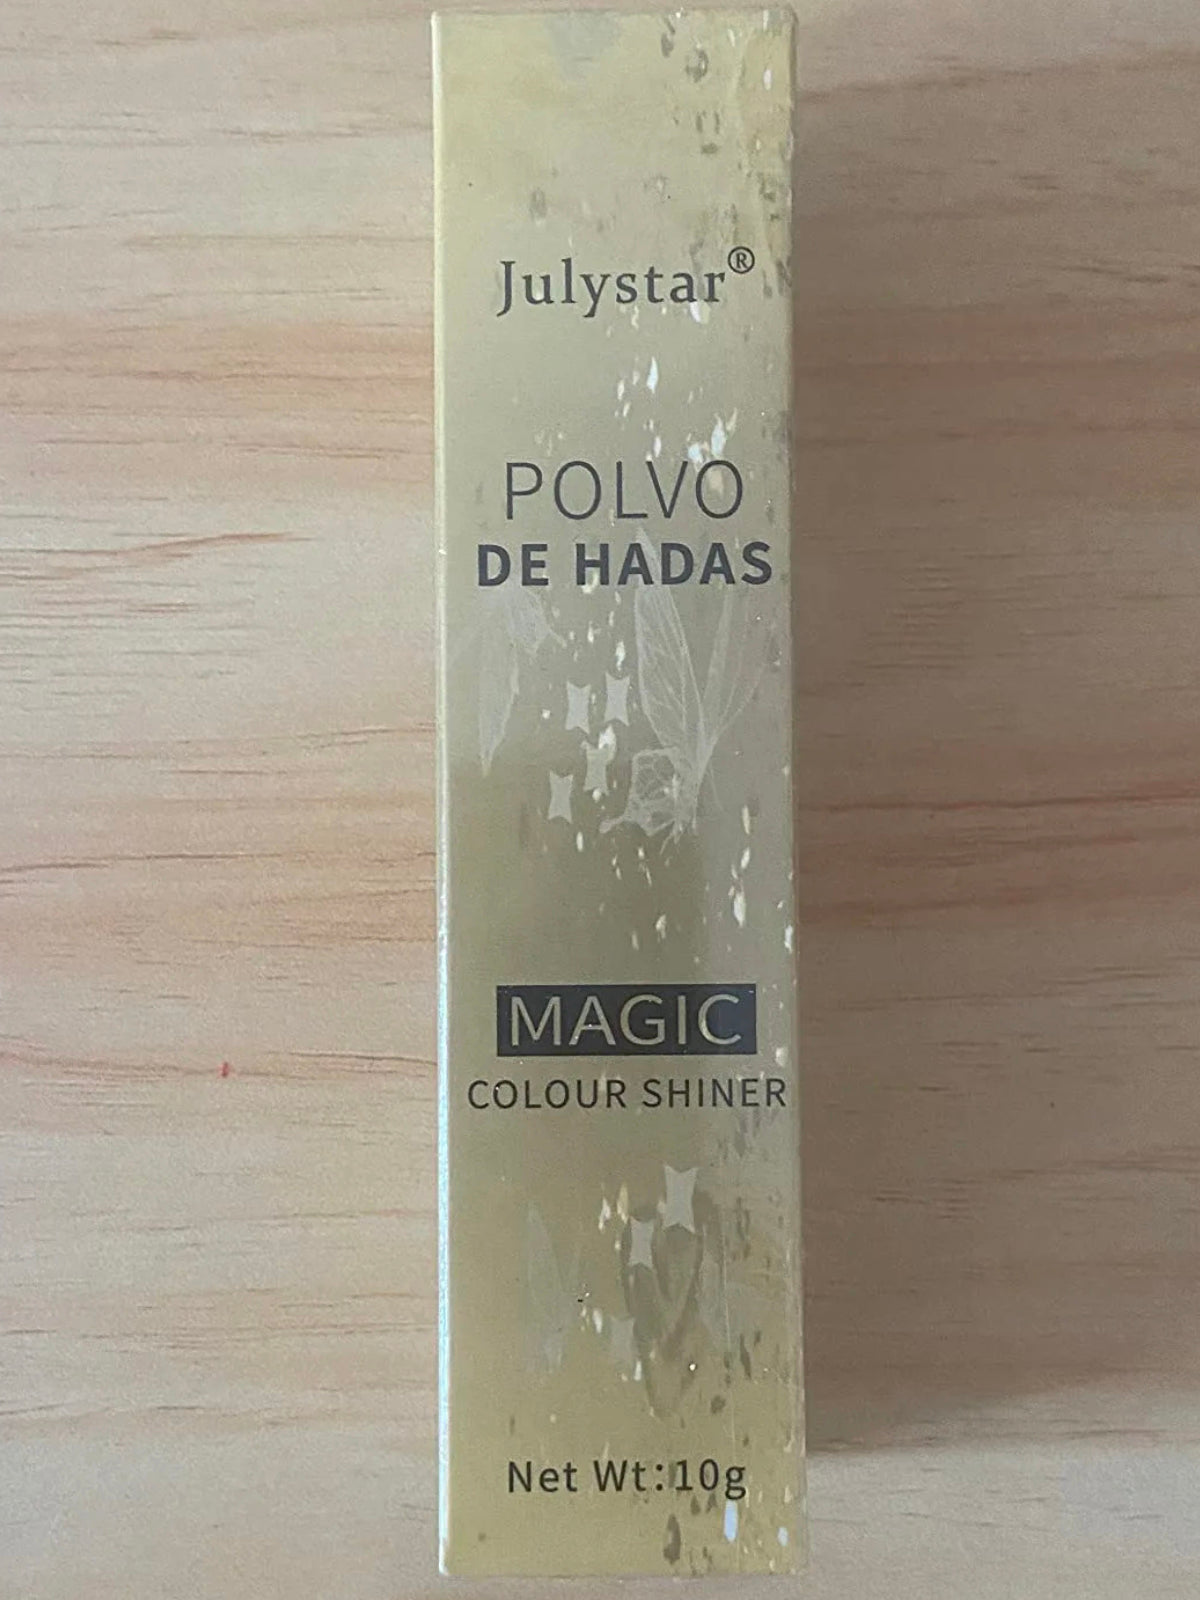 Julystar®
POLVO
DE HADAS
MAGIC
COLOUR SHINER
Net Wt:10g